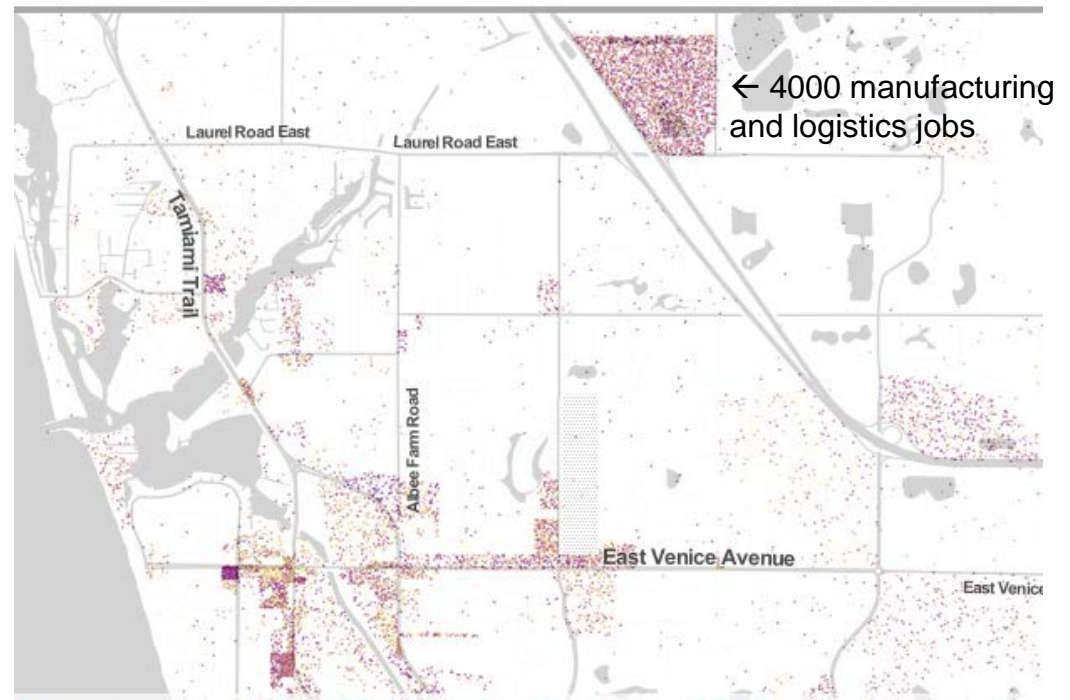 ← 4000 manufacturing
and logistics jobs
Laurel Road East
Laurel Road East
Tamiami Trail
Albee Farm Road
East Venice Avenue
East Venice